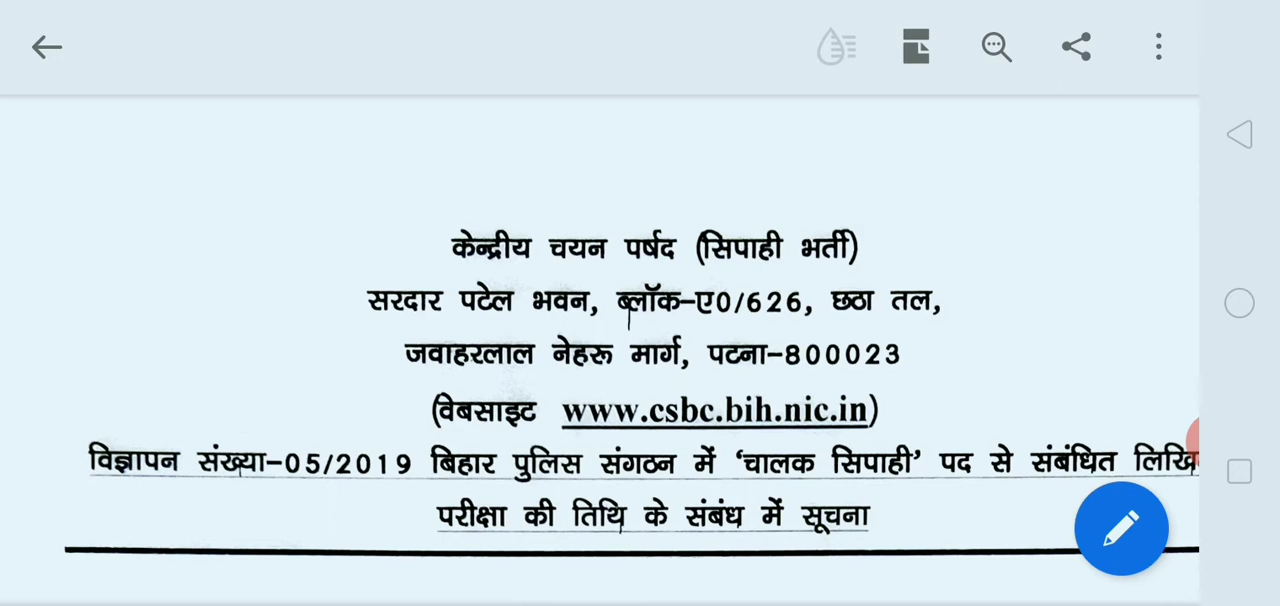 केन्द्रीय चयन पर्षद (सिपाही भर्ती)
सरदार पटेल भवन, ब्लॉक-ए0/626, छठा तल,
जवाहरलाल नेहरू मार्ग, पटना-800023
(वेबसाइट www.csbc.bih.nic.in)
विज्ञापन संख्या-05/2019 बिहार पुलिस संगठन में 'चालक सिपाही' पद से संबंधित
परीक्षा की तिथि के संबंध में सूचना